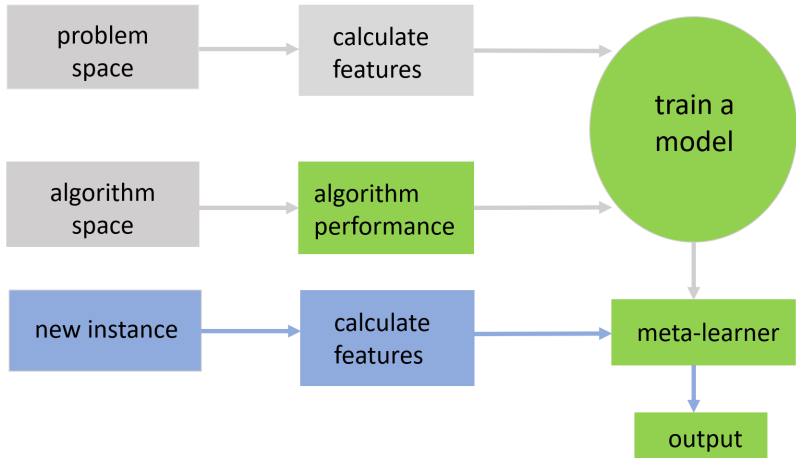 problem
space
calculate
features
train a
model
algorithm
space
algorithm
performance
new instance
calculate
features
meta-learner
output